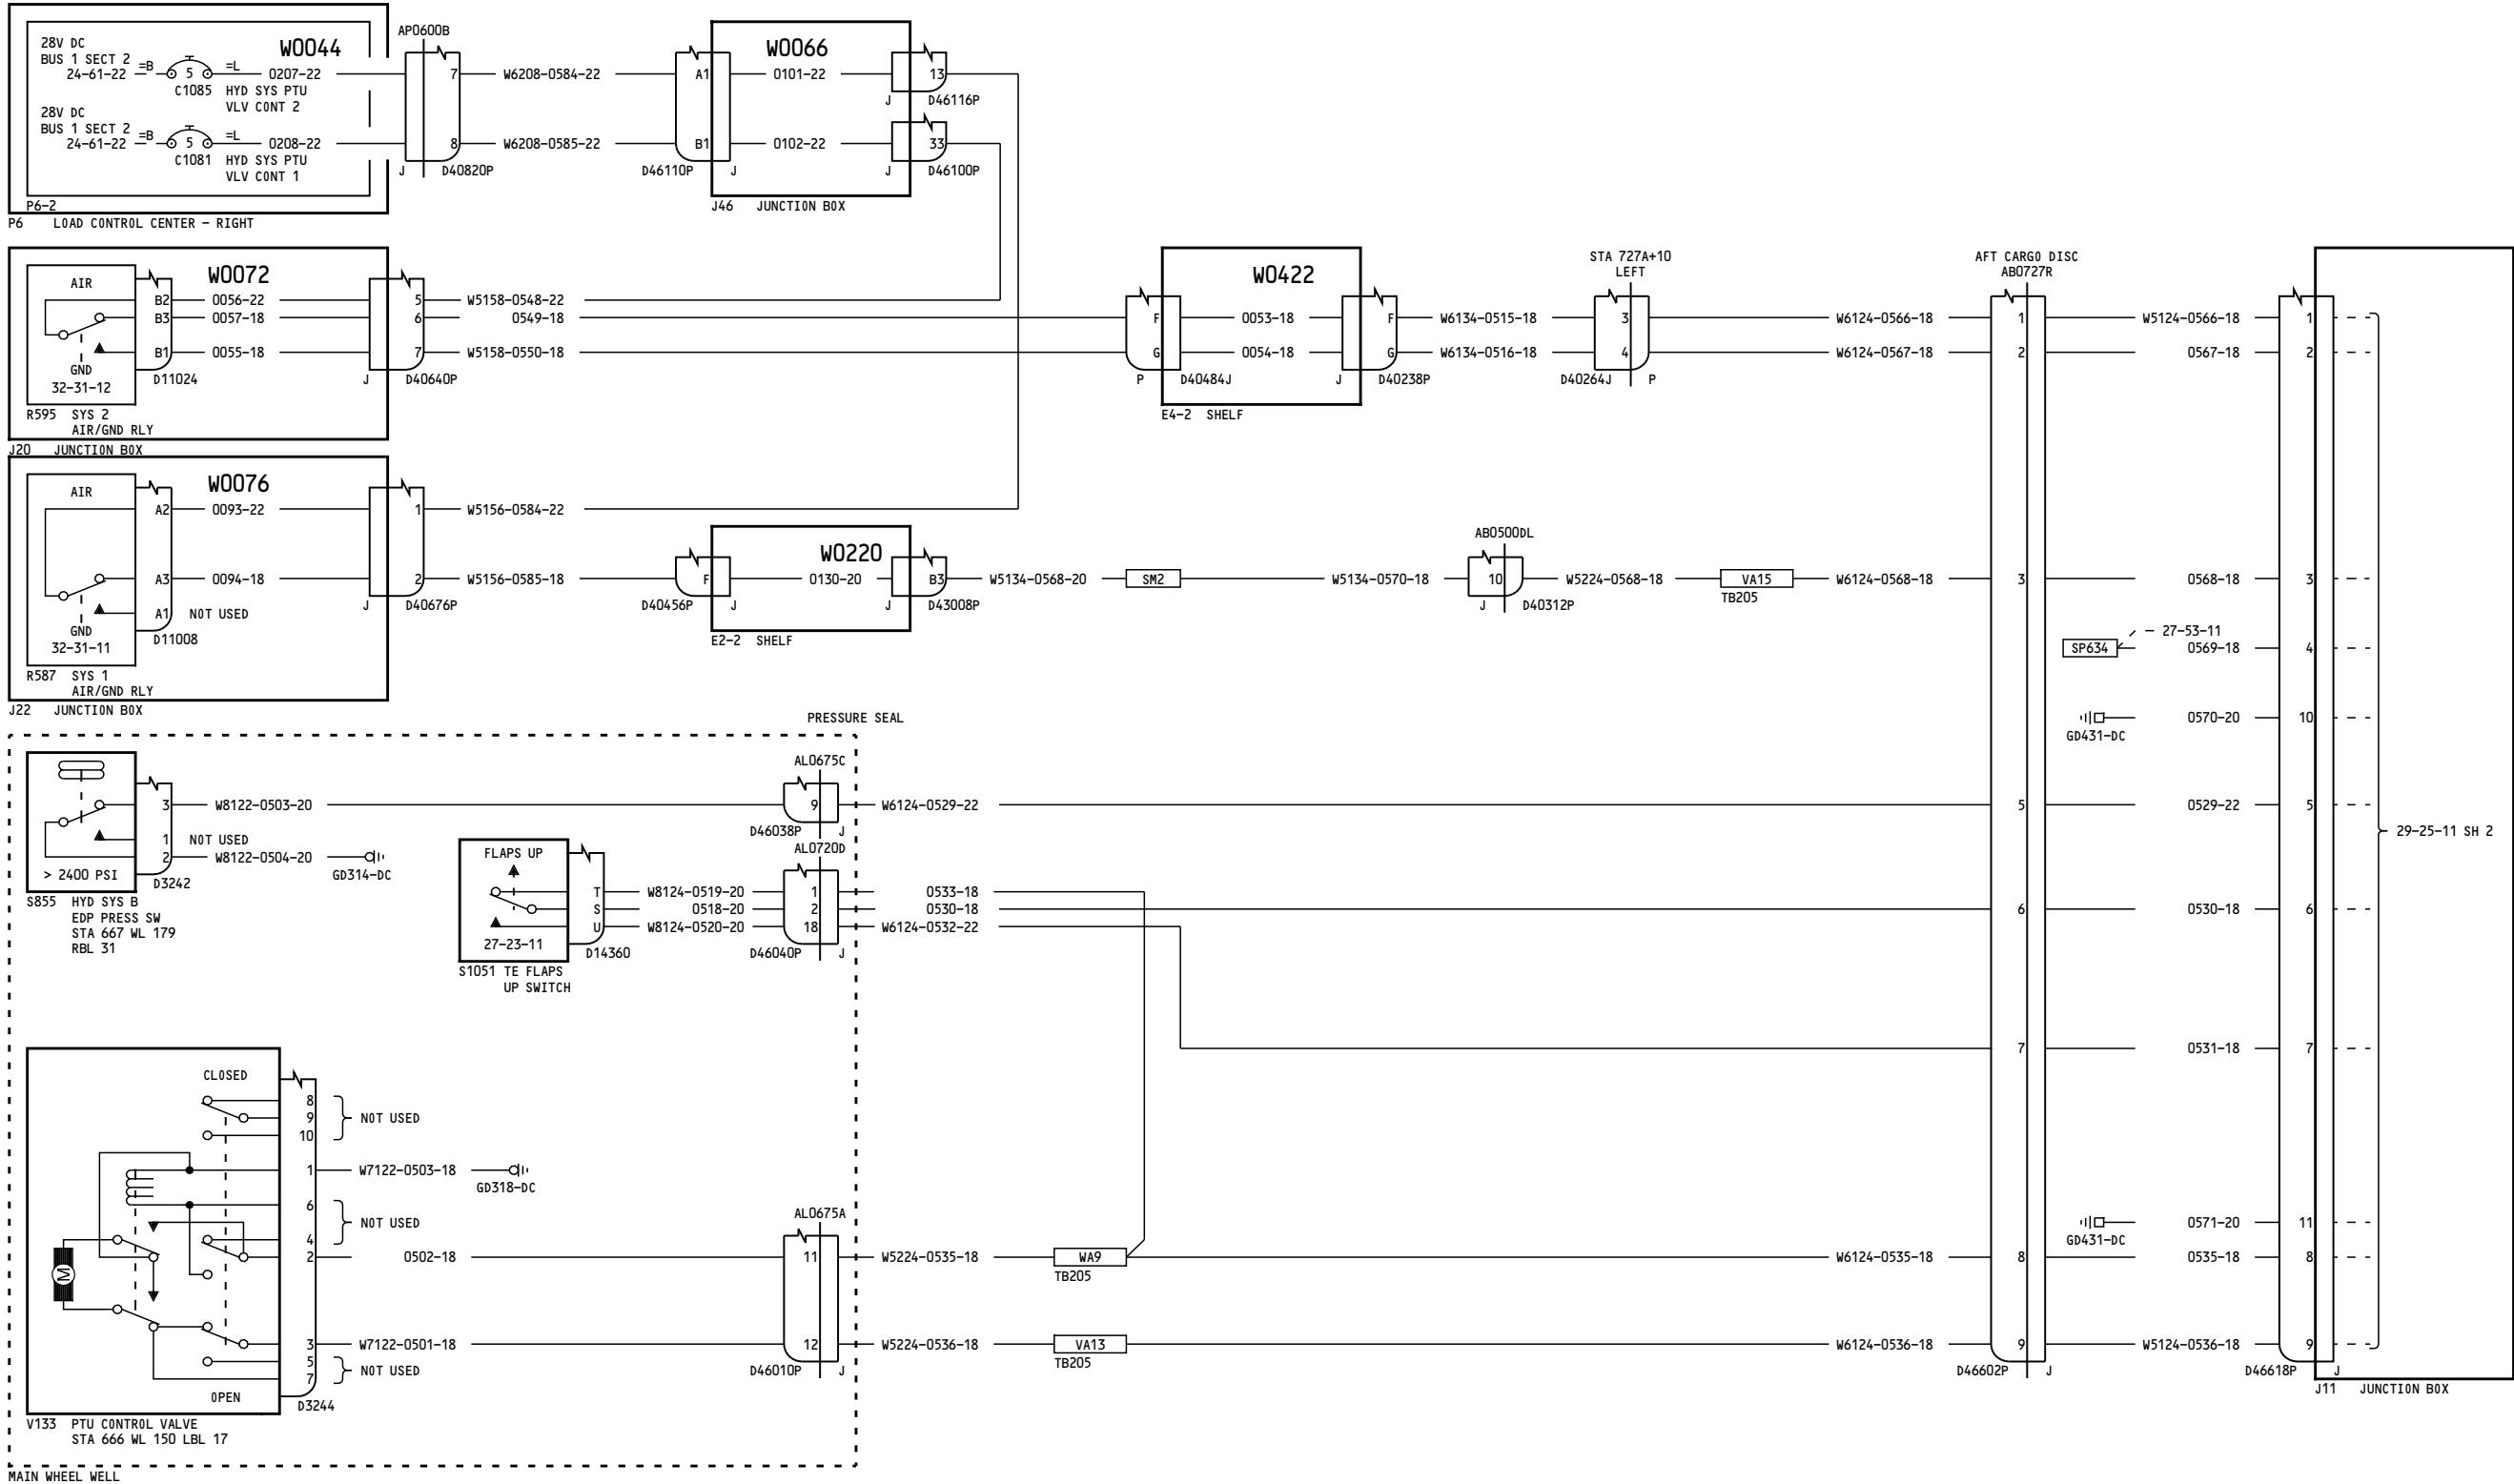 28V DC
BUS 1 SECT 2
24-61-22
=B
5
=L
0207-22
C1085
HYD SYS PTU
VLV CONT 2
W0044
28V DC
BUS 1 SECT 2
24-61-22
=B
5
=L
0208-22
C1081
HYD SYS PTU
VLV CONT 1
P6-2
P6 LOAD CONTROL CENTER – RIGHT
AP0600B
7 W6208-0584-22
8 W6208-0585-22
J D40820P
W0066
A1 0101-22 13
J D46116P
B1 0102-22 33
D46110P J
J D46100P
J46 JUNCTION BOX
W0072
AIR
B2 0056-22 5 W5158-0548-22
B3 0057-18 6 0549-18
B1 0055-18 7 W5158-0550-18
GND
32-31-12
D11024
J D40640P
R595 SYS 2
AIR/GND RLY
J20 JUNCTION BOX
W0422
F 0053-18 F W6134-0515-18
G 0054-18 G W6134-0516-18
P D40484J
J D40238P
E4-2 SHELF
STA 727A+10
LEFT
3 W6124-0566-18
4 W6124-0567-18
D40264J P
AFT CARGO DISC
AB0727R
1 W5124-0566-18 1
2 0567-18 2
W0076
AIR
A2 0093-22 1 W5156-0584-22
A3 0094-18 2 W5156-0585-18
A1 NOT USED
GND
32-31-11
D11008
J D40676P
R587 SYS 1
AIR/GND RLY
J22 JUNCTION BOX
W0220
F 0130-20 B3 W5134-0568-20
D40456P J
J D43008P
E2-2 SHELF
SM2
W5134-0570-18
AB0500DL
10 W5224-0568-18
J D40312P
VA15
TB205
W6124-0568-18
3 0568-18 3
SP634
27-53-11
0569-18 4
GD431-DC
0570-20 10
PRESSURE SEAL
3 W8122-0503-20
1 NOT USED
2 W8122-0504-20
GD314-DC
> 2400 PSI
D3242
S855 HYD SYS B
EDP PRESS SW
STA 667 WL 179
RBL 31
AL0675C
9 W6124-0529-22
D46038P J
5 0529-22 5
29-25-11 SH 2
FLAPS UP
T W8124-0519-20
S 0518-20
U W8124-0520-20
27-23-11
D14360
S1051 TE FLAPS
UP SWITCH
AL0720D
1 0533-18
2 0530-18
18 W6124-0532-22
D46040P J
6 0530-18 6
7 0531-18 7
CLOSED
8
9
10
NOT USED
1 W7122-0503-18
GD318-DC
6
4
NOT USED
2 0502-18
M
3 W7122-0501-18
5
7
NOT USED
OPEN
D3244
V133 PTU CONTROL VALVE
STA 666 WL 150 LBL 17
MAIN WHEEL WELL
AL0675A
11 W5224-0535-18
12 W5224-0536-18
D46010P J
WA9
TB205
W6124-0535-18
VA13
TB205
W6124-0536-18
GD431-DC
0571-20 11
8 0535-18 8
9 W5124-0536-18 9
D46602P J
D46618P J
J11 JUNCTION BOX